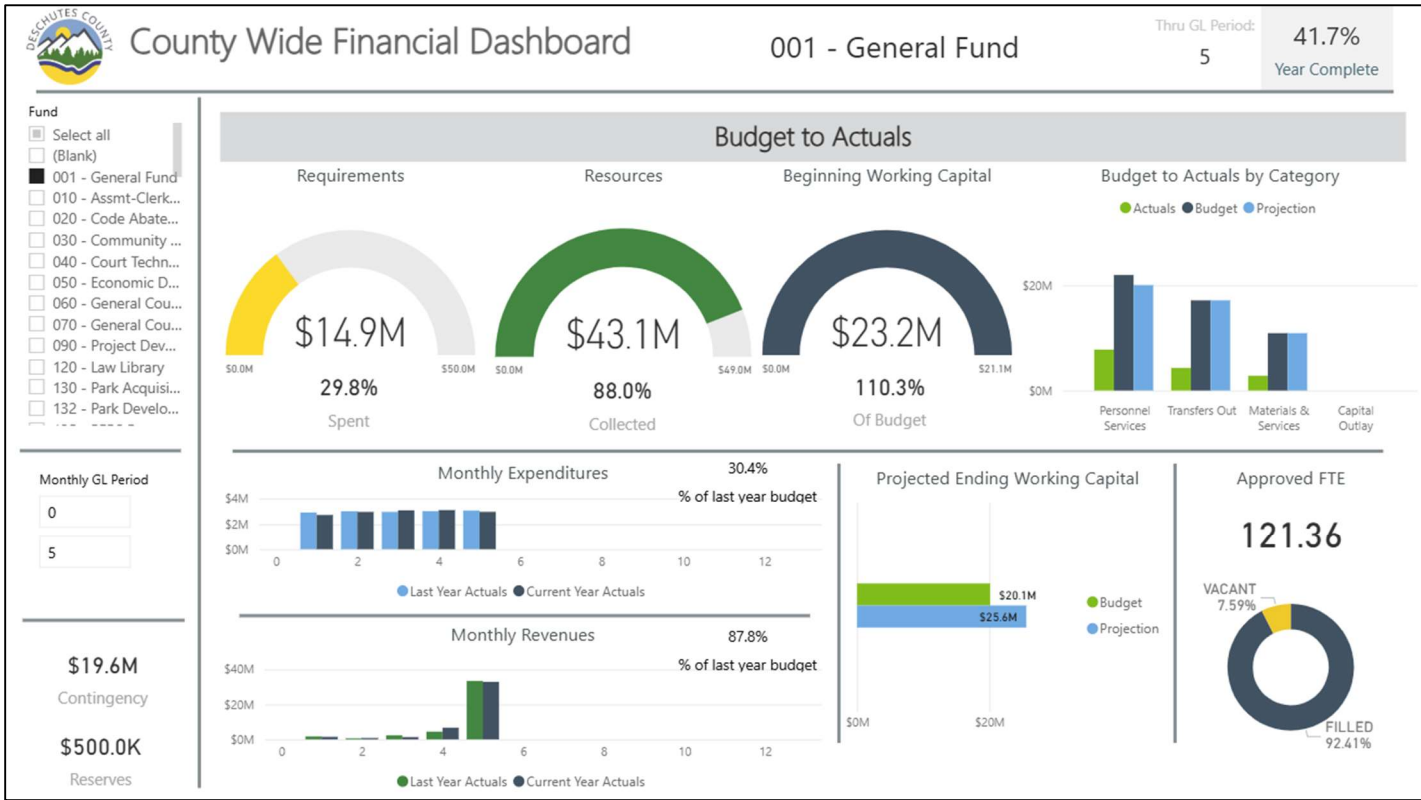 DESCHUTES COUNTY
County Wide Financial Dashboard
001 - General Fund
Thru GL Period:
5
41.7%
Year Complete
Fund
Select all
(Blank)
001 - General Fund
010 - Assmt-Clerk...
020 - Code Abate...
030 - Community ...
040 - Court Techn...
050 - Economic D...
060 - General Cou...
070 - General Cou...
090 - Project Dev...
120 - Law Library
130 - Park Acquisi...
132 - Park Develo...
Monthly GL Period
0
5
$19.6M
Contingency
$500.0K
Reserves
Budget to Actuals
Requirements
$14.9M
$0.0M
$50.0M
29.8%
Spent
Resources
$43.1M
$0.0M
$49.0M
88.0%
Collected
Beginning Working Capital
$23.2M
$0.0M
$21.1M
110.3%
Of Budget
Budget to Actuals by Category
Actuals Budget Projection
$20M
$0M
Personnel
Services
Transfers Out
Materials &
Services
Capital
Outlay
Monthly Expenditures
30.4%
% of last year budget
$4M
$2M
$0M
0 2 4 6 8 10 12
Last Year Actuals Current Year Actuals
Monthly Revenues
87.8%
% of last year budget
$40M
$20M
$0M
0 2 4 6 8 10 12
Last Year Actuals Current Year Actuals
Projected Ending Working Capital
$20.1M
$25.6M
Budget
Projection
$0M
$20M
Approved FTE
121.36
VACANT
7.59%
FILLED
92.41%